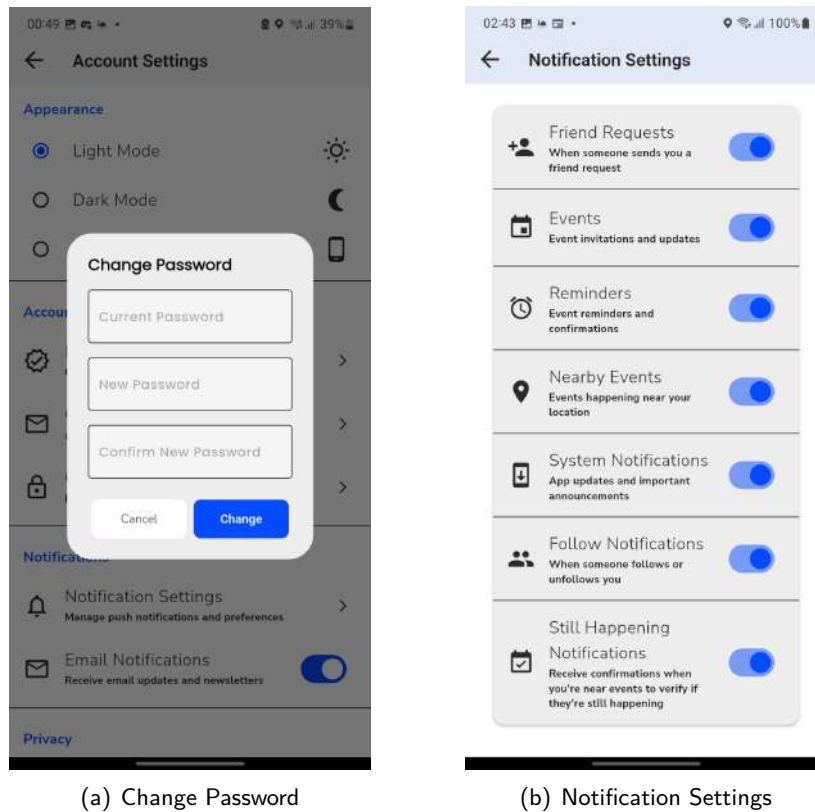 00:49
39%
Account Settings
Appearance
Light Mode
Dark Mode
Change Password
Current Password
New Password
Confirm New Password
Cancel
Change
Notification Settings
Manage push notifications and preferences
Email Notifications
Receive email updates and newsletters
Privacy
(a) Change Password
02:43
100%
Notification Settings
Friend Requests
When someone sends you a
friend request
Events
Event invitations and updates
Reminders
Event reminders and
confirmations
Nearby Events
Events happening near your
location
System Notifications
App updates and important
announcements
Follow Notifications
When someone follows or
unfollows you
Still Happening
Notifications
Receive confirmations when
you're near events to verify if
they're still happening
(b) Notification Settings